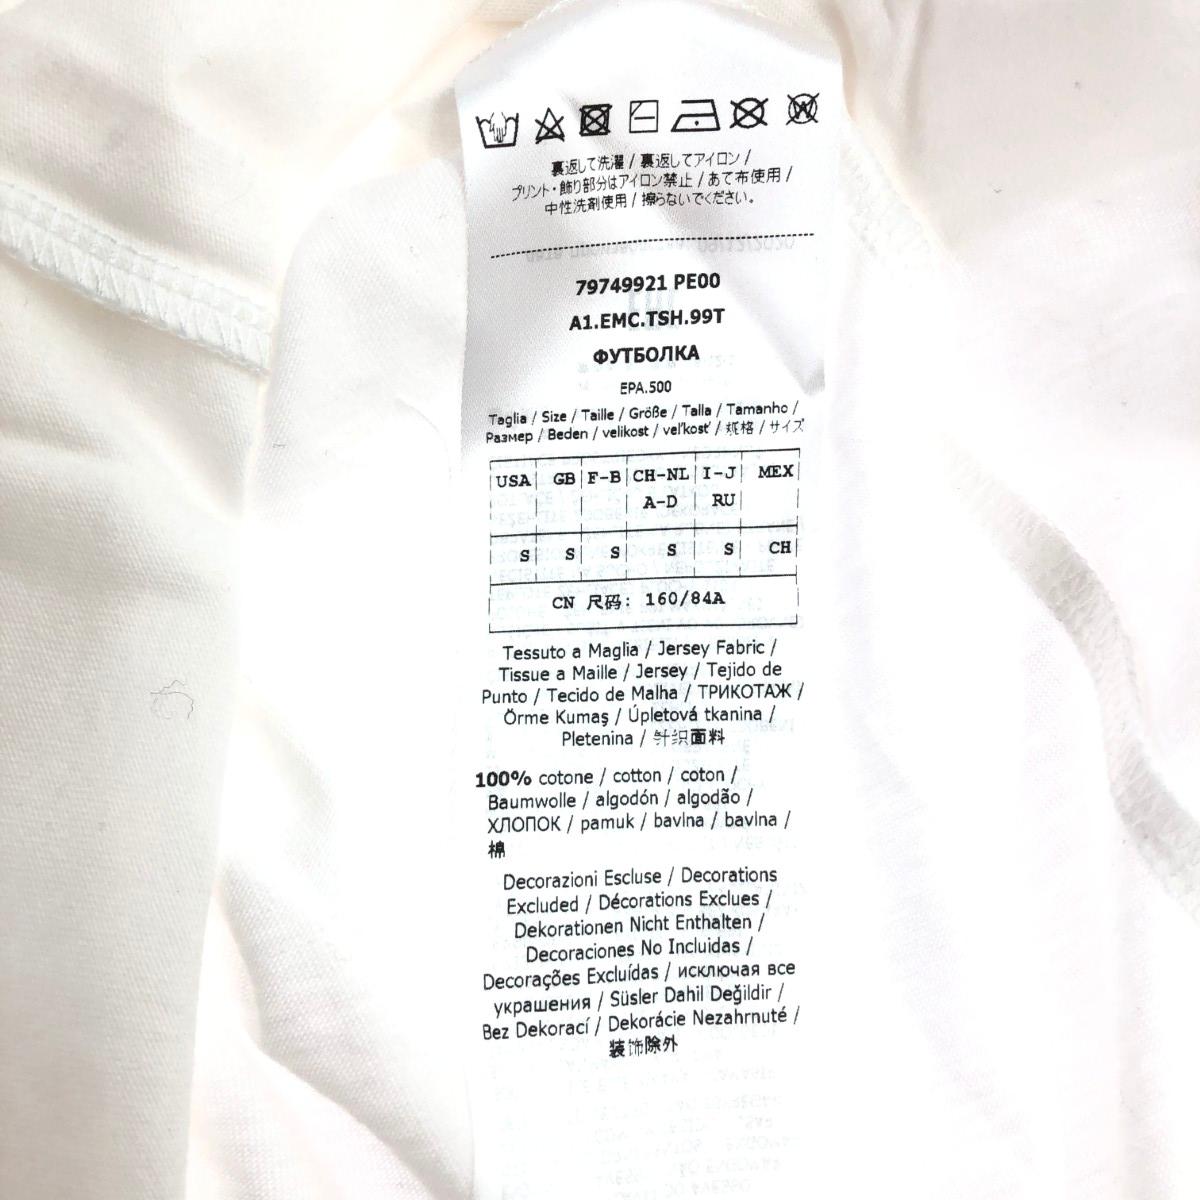 裏返して洗濯 / 裏返してアイロン /
プリント・飾り部分はアイロン禁止 / あて布使用 /
中性洗剤使用 / 擦らないでください。
79749921 PE00
A1.EMC.TSH.99T
ФУТБОЛКА
EPA.500
Taglia / Size / Taille / Größe / Talla / Tamanho /
Размер / Beden / velikost / veľkosť / 规格 / サイズ
USA GB F-B CH-NL I-J MEX
A-D RU
S S S S S CH
CN 尺码: 160/84A
Tessuto a Maglia / Jersey Fabric /
Tissue a Maille / Jersey / Tejido de
Punto / Tecido de Malha / ТРИКОТАЖ /
Örme Kumaş / Úpletová tkanina /
Pletenina / 针织面料
100% cotone / cotton / coton /
Baumwolle / algodón / algodão /
ХЛОПОК / pamuk / bavlna / bavlna /
棉
Decorazioni Escluse / Decorations
Excluded / Décorations Exclues /
Dekorationen Nicht Enthalten /
Decoraciones No Incluidas /
Decorações Excluídas / исключая все
украшения / Süsler Dahil Değildir /
Bez Dekorací / Dekorácie Nezahrnuté /
装饰除外